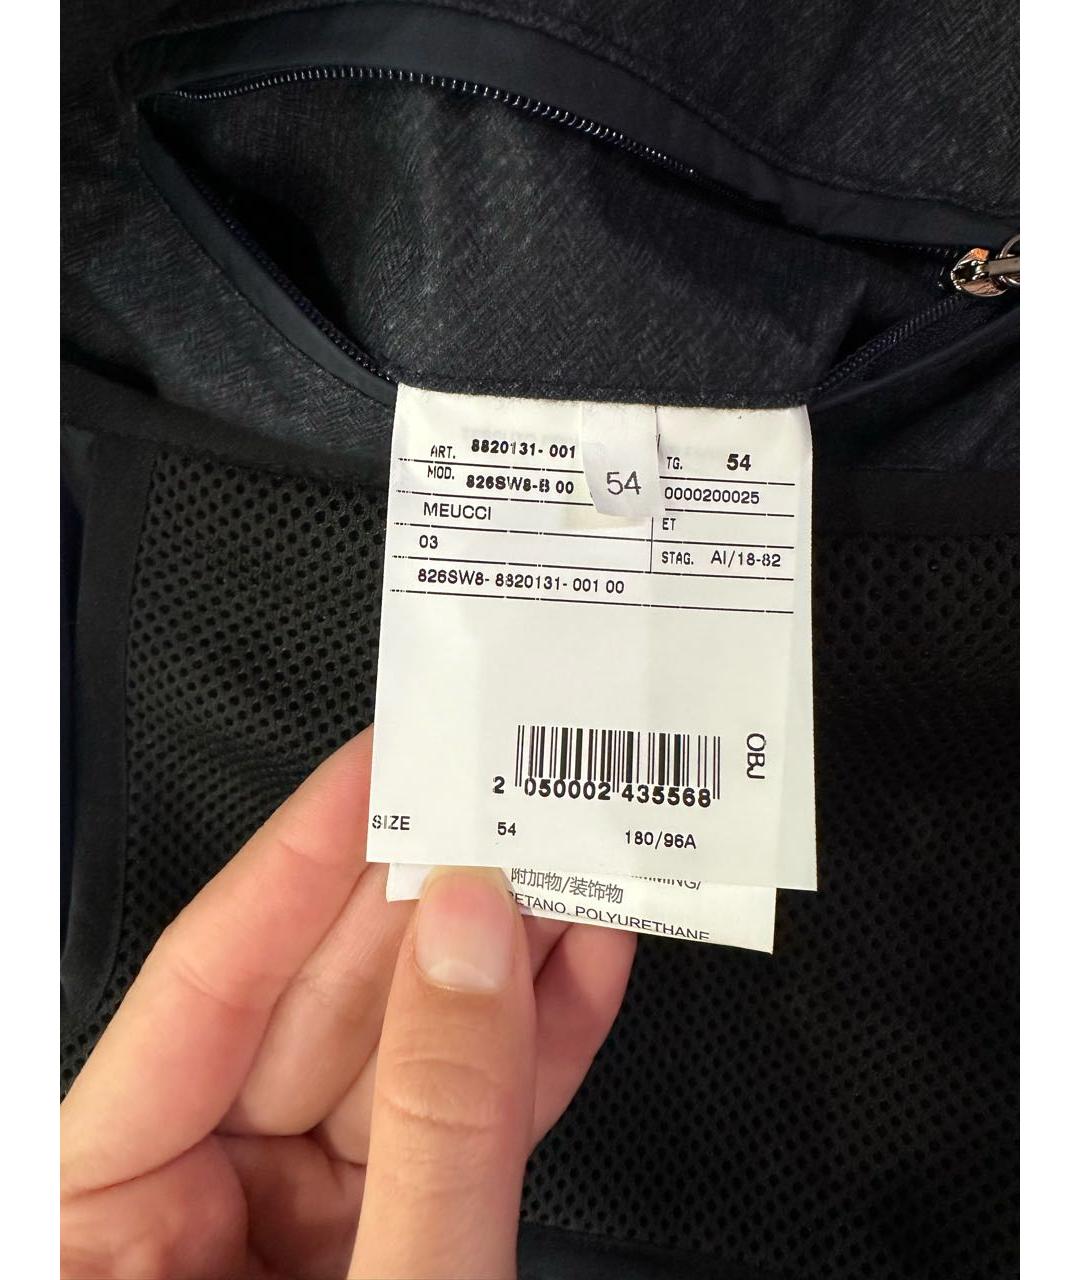 ART. 8820131-001 TG. 54
MOD. 826SW8-B 00 54 0000200025
MEUCCI ET
03 STAG. AI/18-82
826SW8-8820131-001 00
OBJ
2 050002 435568
SIZE 54 180/96A
附加物/装饰物
POLYURETHANE